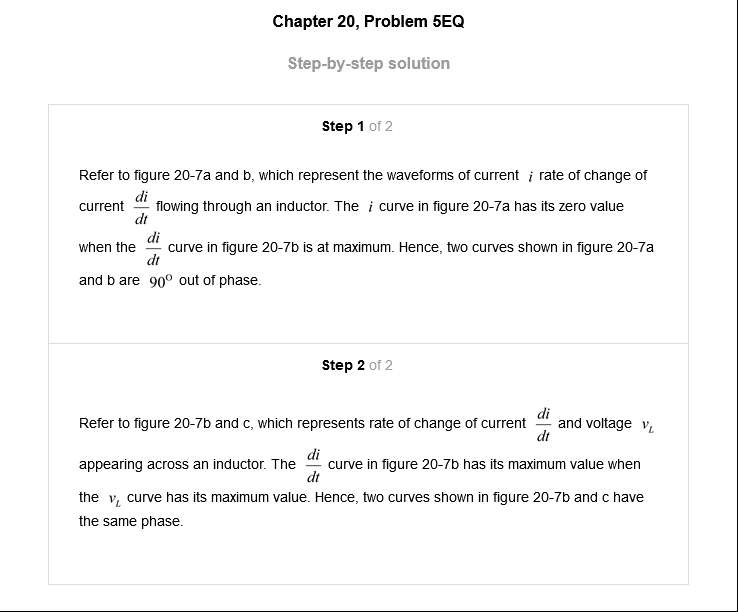 Chapter 20, Problem 5EQ
Step-by-step solution
Step 1 of 2
Refer to figure 20-7a and b, which represent the waveforms of current i rate of change of
current di/dt flowing through an inductor. The i curve in figure 20-7a has its zero value
when the di/dt curve in figure 20-7b is at maximum. Hence, two curves shown in figure 20-7a
and b are 90° out of phase.
Step 2 of 2
Refer to figure 20-7b and c, which represents rate of change of current di/dt and voltage v_L
appearing across an inductor. The di/dt curve in figure 20-7b has its maximum value when
the v_L curve has its maximum value. Hence, two curves shown in figure 20-7b and c have
the same phase.